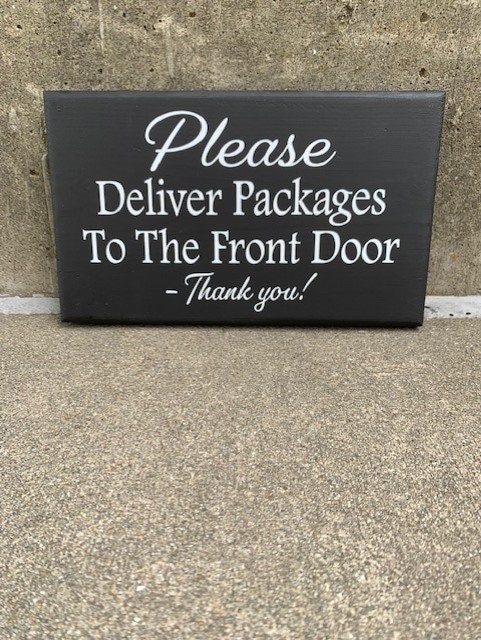 Please
Deliver Packages
To The Front Door
- Thank you!